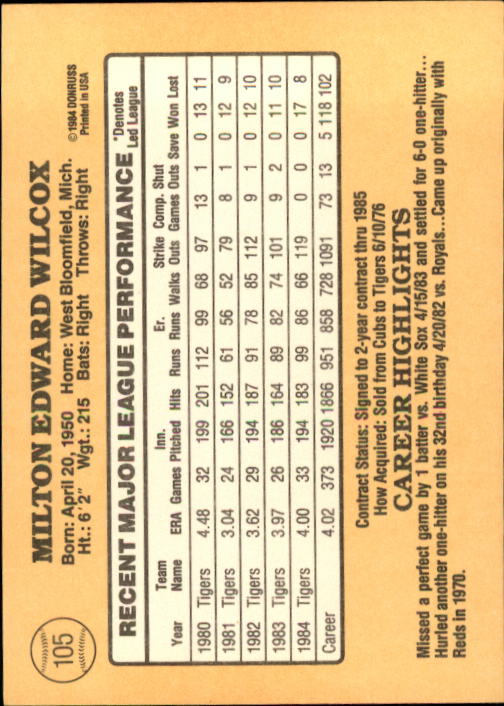 105
MILTON EDWARD WILCOX
©1984 DONRUSS
Printed in USA
Born: April 20, 1950 Home: West Bloomfield, Mich.
Ht.: 6'2" Wgt.: 215 Bats: Right Throws: Right
RECENT MAJOR LEAGUE PERFORMANCE *Denotes Led League
Year Team Name ERA Games Inn. Pitched Hits Runs Er. Runs Walks Strike Outs Comp. Games Shut Outs Save Won Lost
1980 Tigers 4.48 32 199 201 112 99 68 97 13 1 0 13 11
1981 Tigers 3.04 24 166 152 61 56 52 79 8 1 0 12 9
1982 Tigers 3.62 29 194 187 91 78 85 112 9 1 0 12 10
1983 Tigers 3.97 26 186 164 89 82 74 101 9 2 0 11 10
1984 Tigers 4.00 33 194 183 99 86 66 119 0 0 0 17 8
Career 4.02 373 1920 1866 951 858 728 1091 73 13 5 118 102
Contract Status: Signed to 2-year contract thru 1985
How Acquired: Sold from Cubs to Tigers 6/10/76
CAREER HIGHLIGHTS
Missed a perfect game by 1 batter vs. White Sox 4/15/83 and settled for 6-0 one-hitter...
Hurled another one-hitter on his 32nd birthday 4/20/82 vs. Royals...Came up originally with
Reds in 1970.